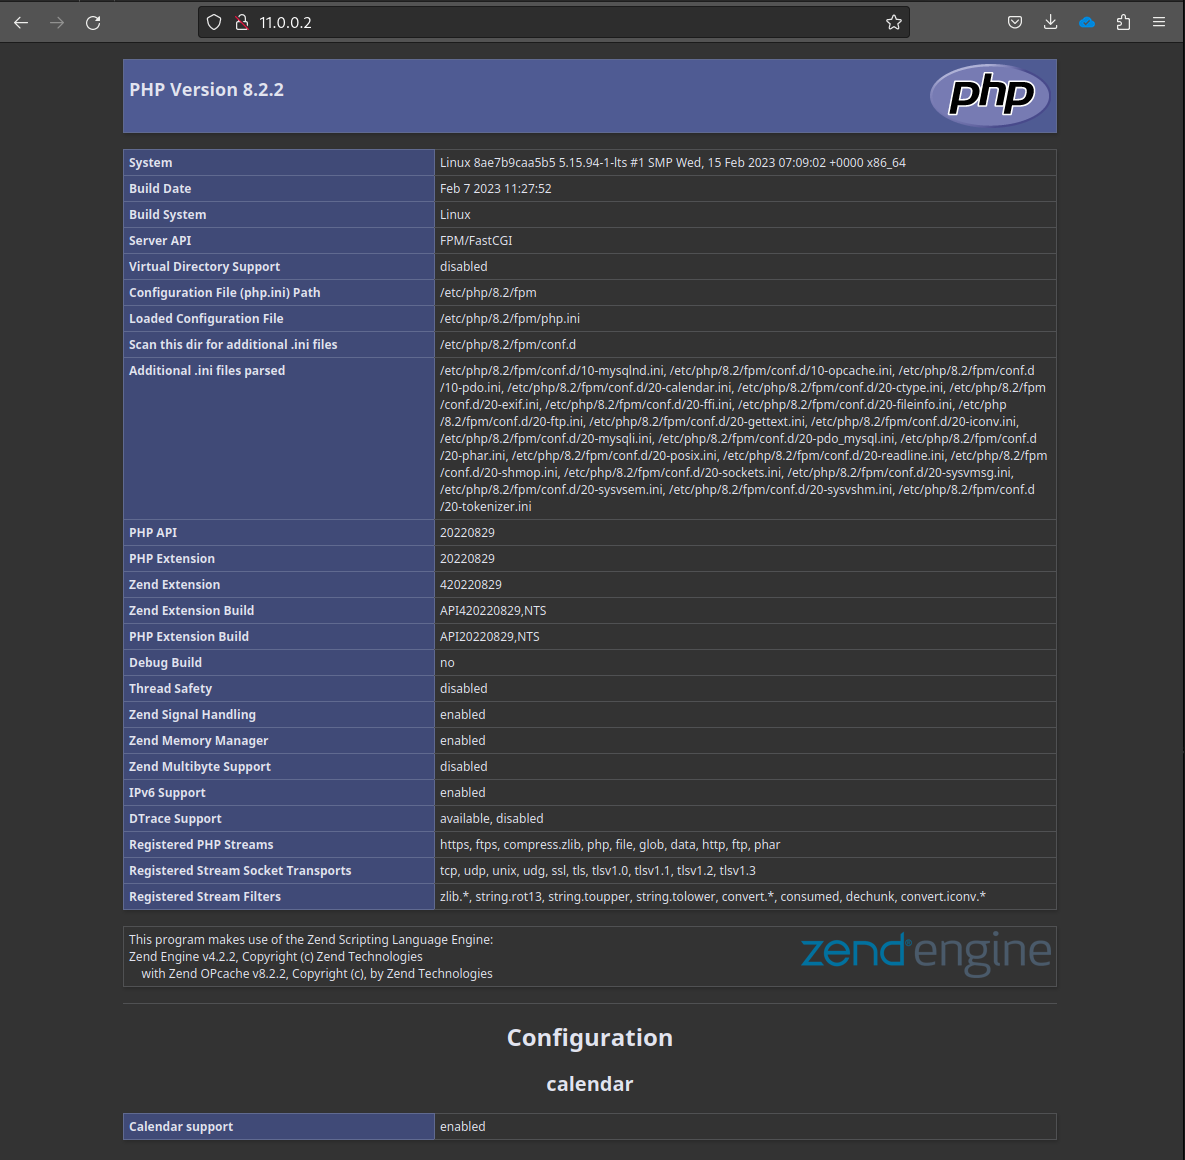 11.0.0.2
PHP Version 8.2.2
php
System Linux 8ae7b9caa5b5 5.15.94-1-lts #1 SMP Wed, 15 Feb 2023 07:09:02 +0000 x86_64
Build Date Feb 7 2023 11:27:52
Build System Linux
Server API FPM/FastCGI
Virtual Directory Support disabled
Configuration File (php.ini) Path /etc/php/8.2/fpm
Loaded Configuration File /etc/php/8.2/fpm/php.ini
Scan this dir for additional .ini files /etc/php/8.2/fpm/conf.d
Additional .ini files parsed /etc/php/8.2/fpm/conf.d/10-mysqlnd.ini, /etc/php/8.2/fpm/conf.d/10-opcache.ini, /etc/php/8.2/fpm/conf.d
/10-pdo.ini, /etc/php/8.2/fpm/conf.d/20-calendar.ini, /etc/php/8.2/fpm/conf.d/20-ctype.ini, /etc/php/8.2/fpm
/conf.d/20-exif.ini, /etc/php/8.2/fpm/conf.d/20-ffi.ini, /etc/php/8.2/fpm/conf.d/20-fileinfo.ini, /etc/php
/8.2/fpm/conf.d/20-ftp.ini, /etc/php/8.2/fpm/conf.d/20-gettext.ini, /etc/php/8.2/fpm/conf.d/20-iconv.ini,
/etc/php/8.2/fpm/conf.d/20-mysqli.ini, /etc/php/8.2/fpm/conf.d/20-pdo_mysql.ini, /etc/php/8.2/fpm/conf.d
/20-phar.ini, /etc/php/8.2/fpm/conf.d/20-posix.ini, /etc/php/8.2/fpm/conf.d/20-readline.ini, /etc/php/8.2/fpm
/conf.d/20-shmop.ini, /etc/php/8.2/fpm/conf.d/20-sockets.ini, /etc/php/8.2/fpm/conf.d/20-sysvmsg.ini,
/etc/php/8.2/fpm/conf.d/20-sysvsem.ini, /etc/php/8.2/fpm/conf.d/20-sysvshm.ini, /etc/php/8.2/fpm/conf.d
/20-tokenizer.ini
PHP API 20220829
PHP Extension 20220829
Zend Extension 420220829
Zend Extension Build API420220829,NTS
PHP Extension Build API20220829,NTS
Debug Build no
Thread Safety disabled
Zend Signal Handling enabled
Zend Memory Manager enabled
Zend Multibyte Support disabled
IPv6 Support enabled
DTrace Support available, disabled
Registered PHP Streams https, ftps, compress.zlib, php, file, glob, data, http, ftp, phar
Registered Stream Socket Transports tcp, udp, unix, udg, ssl, tls, tlsv1.0, tlsv1.1, tlsv1.2, tlsv1.3
Registered Stream Filters zlib.*, string.rot13, string.toupper, string.tolower, convert.*, consumed, dechunk, convert.iconv.*
This program makes use of the Zend Scripting Language Engine:
Zend Engine v4.2.2, Copyright (c) Zend Technologies
with Zend OPcache v8.2.2, Copyright (c), by Zend Technologies
zend engine
Configuration
calendar
Calendar support enabled